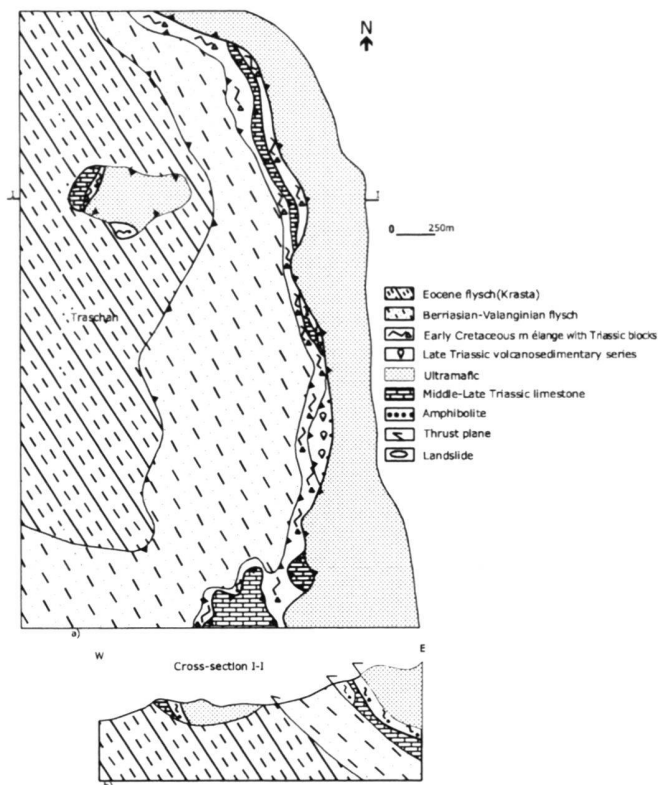 N
I
I
0 250m
Traschan
Eocene flysch(Krasta)
Berriasian-Valanginian flysch
Early Cretaceous m élange with Triassic blocks
Late Triassic volcanosedimentary series
Ultramafic
Middle-Late Triassic limestone
Amphibolite
Thrust plane
Landslide
a)
W
E
Cross-section I-I